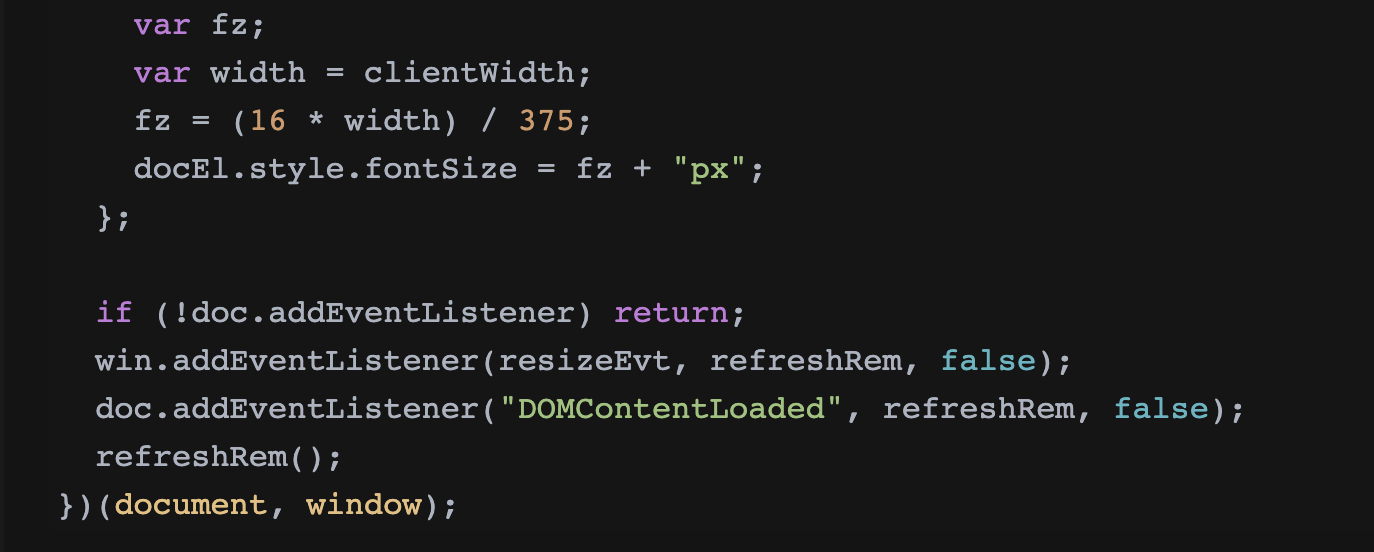 var fz;
var width = clientWidth;
fz = (16 * width) / 375;
docEl.style.fontSize = fz + "px";
};
if (!doc.addEventListener) return;
win.addEventListener(resizeEvt, refreshRem, false);
doc.addEventListener("DOMContentLoaded", refreshRem, false);
refreshRem();
})(document, window);